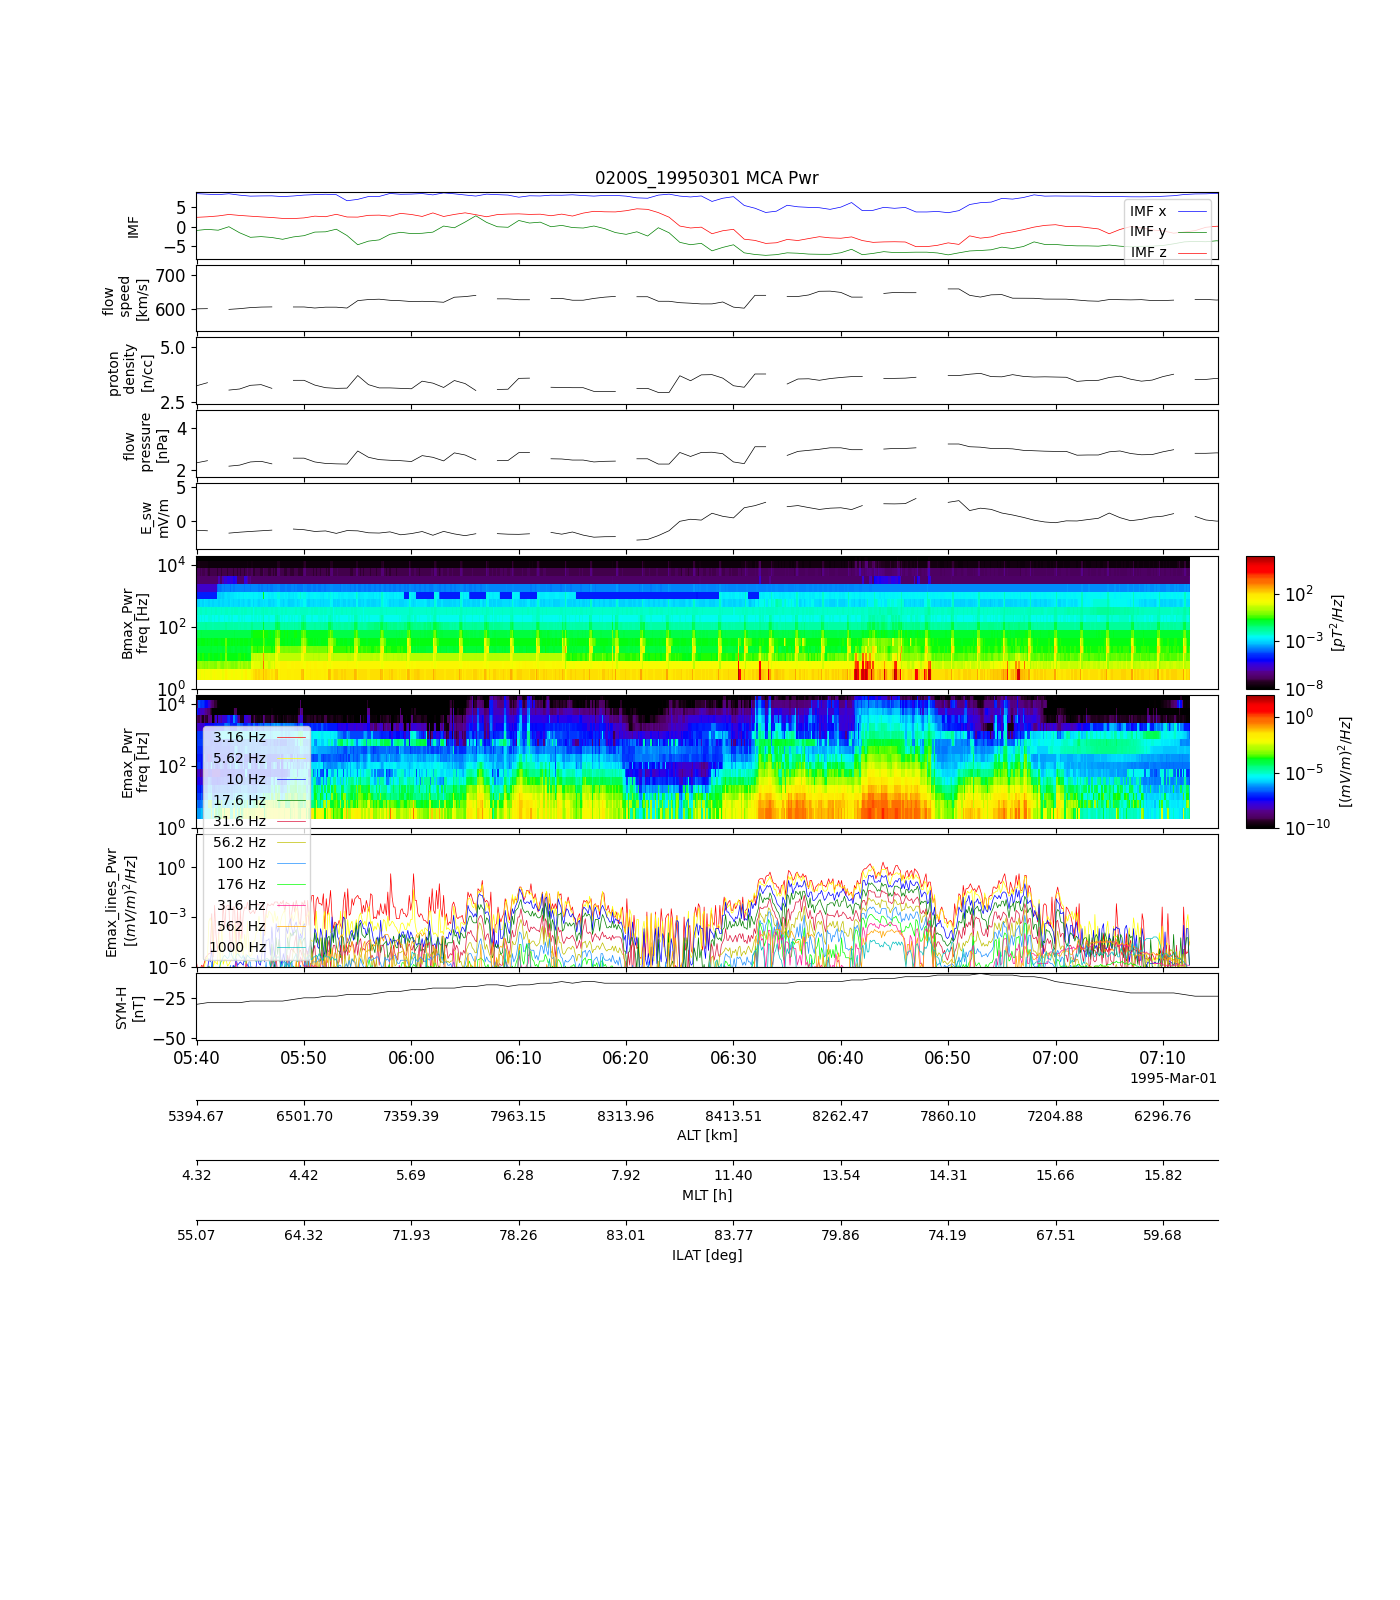 0200S_19950301 MCA Pwr
IMF
5
0
−5
IMF x
IMF y
IMF z
flow
speed
[km/s]
700
600
proton
density
[n/cc]
5.0
2.5
flow
pressure
[nPa]
4
2
E_sw
mV/m
5
0
Bmax_Pwr
freq [Hz]
10^4
10^2
10^0
10^2
10^−3
10^−8
[pT^2/Hz]
Emax_Pwr
freq [Hz]
10^4
10^2
10^0
10^0
10^−5
10^−10
[(mV/m)^2/Hz]
3.16 Hz
5.62 Hz
10 Hz
17.6 Hz
31.6 Hz
56.2 Hz
100 Hz
176 Hz
316 Hz
562 Hz
1000 Hz
Emax_lines_Pwr
[(mV/m)^2/Hz]
10^0
10^−3
10^−6
SYM-H
[nT]
−25
−50
05:40 05:50 06:00 06:10 06:20 06:30 06:40 06:50 07:00 07:10
1995-Mar-01
5394.67 6501.70 7359.39 7963.15 8313.96 8413.51 8262.47 7860.10 7204.88 6296.76
ALT [km]
4.32 4.42 5.69 6.28 7.92 11.40 13.54 14.31 15.66 15.82
MLT [h]
55.07 64.32 71.93 78.26 83.01 83.77 79.86 74.19 67.51 59.68
ILAT [deg]